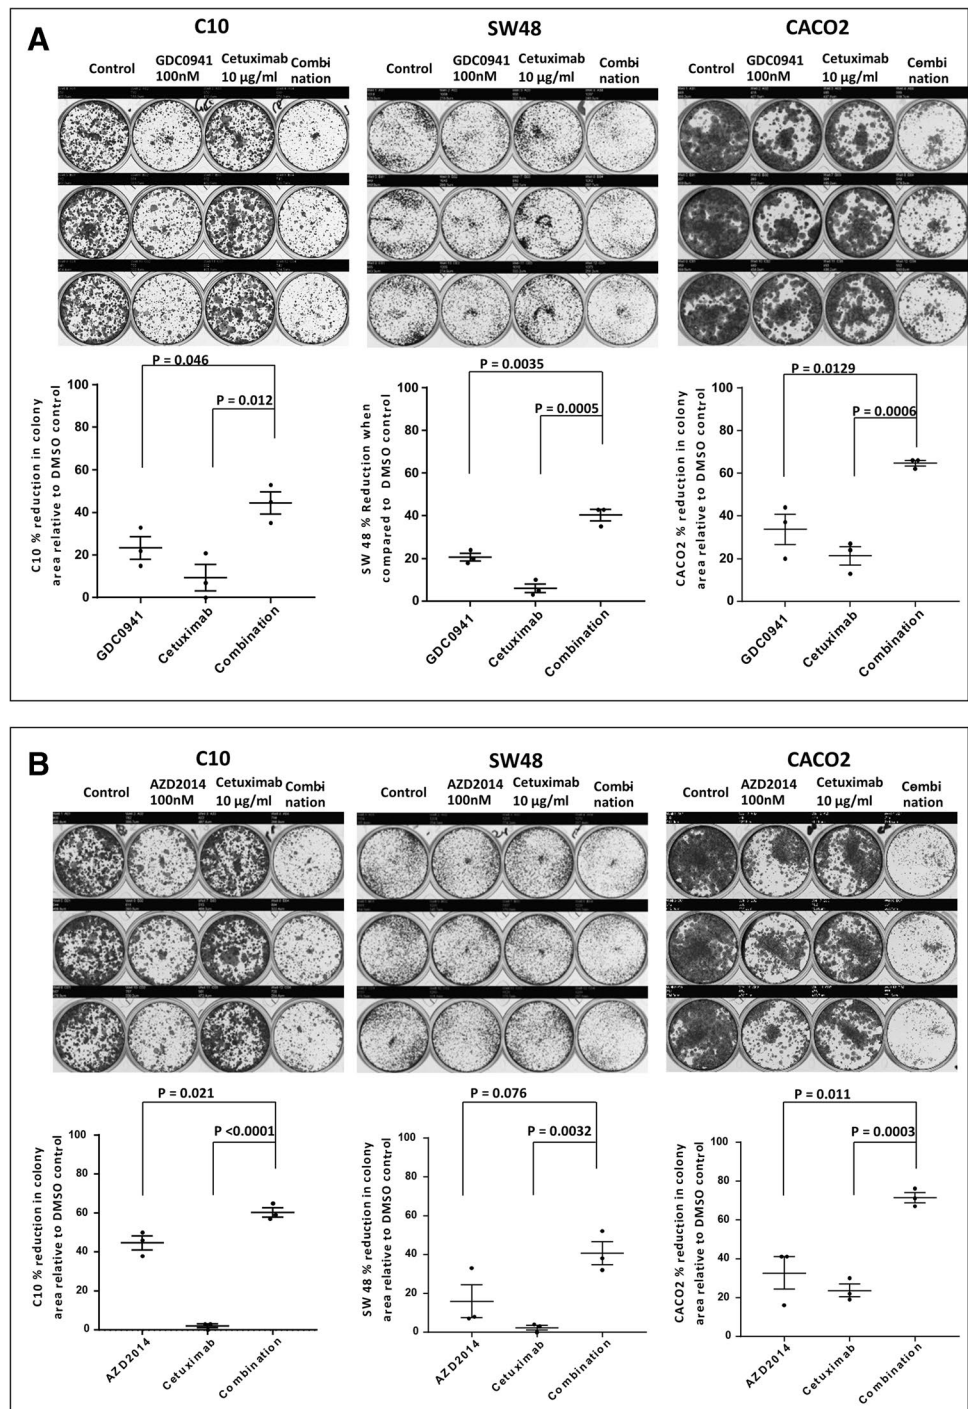 A
C10
SW48
CACO2
Control
GDC0941
100nM
Cetuximab
10 µg/ml
Combi
nation
Control
GDC0941
100nM
Cetuximab
10 µg/ml
Combi
nation
Control
GDC0941
100nM
Cetuximab
10 µg/ml
Combi
nation
P = 0.046
P = 0.012
C10 % reduction in colony
area relative to DMSO control
100
80
60
40
20
0
GDC0941
Cetuximab
Combination
P = 0.0035
P = 0.0005
SW 48 % Reduction when
compared to DMSO control
100
80
60
40
20
0
GDC0941
Cetuximab
Combination
P = 0.0129
P = 0.0006
CACO2 % reduction in colony
area relative to DMSO control
100
80
60
40
20
0
GDC0941
Cetuximab
Combination
B
C10
SW48
CACO2
Control
AZD2014
100nM
Cetuximab
10 µg/ml
Combi
nation
Control
AZD2014
100nM
Cetuximab
10 µg/ml
Combi
nation
Control
AZD2014
100nM
Cetuximab
10 µg/ml
Combi
nation
P = 0.021
P <0.0001
C10 % reduction in colony
area relative to DMSO control
100
80
60
40
20
0
AZD2014
Cetuximab
Combination
P = 0.076
P = 0.0032
SW 48 % reduction in colony
area relative to DMSO control
100
80
60
40
20
0
AZD2014
Cetuximab
Combination
P = 0.011
P = 0.0003
CACO2 % reduction in colony
area relative to DMSO control
100
80
60
40
20
0
AZD2014
Cetuximab
Combination